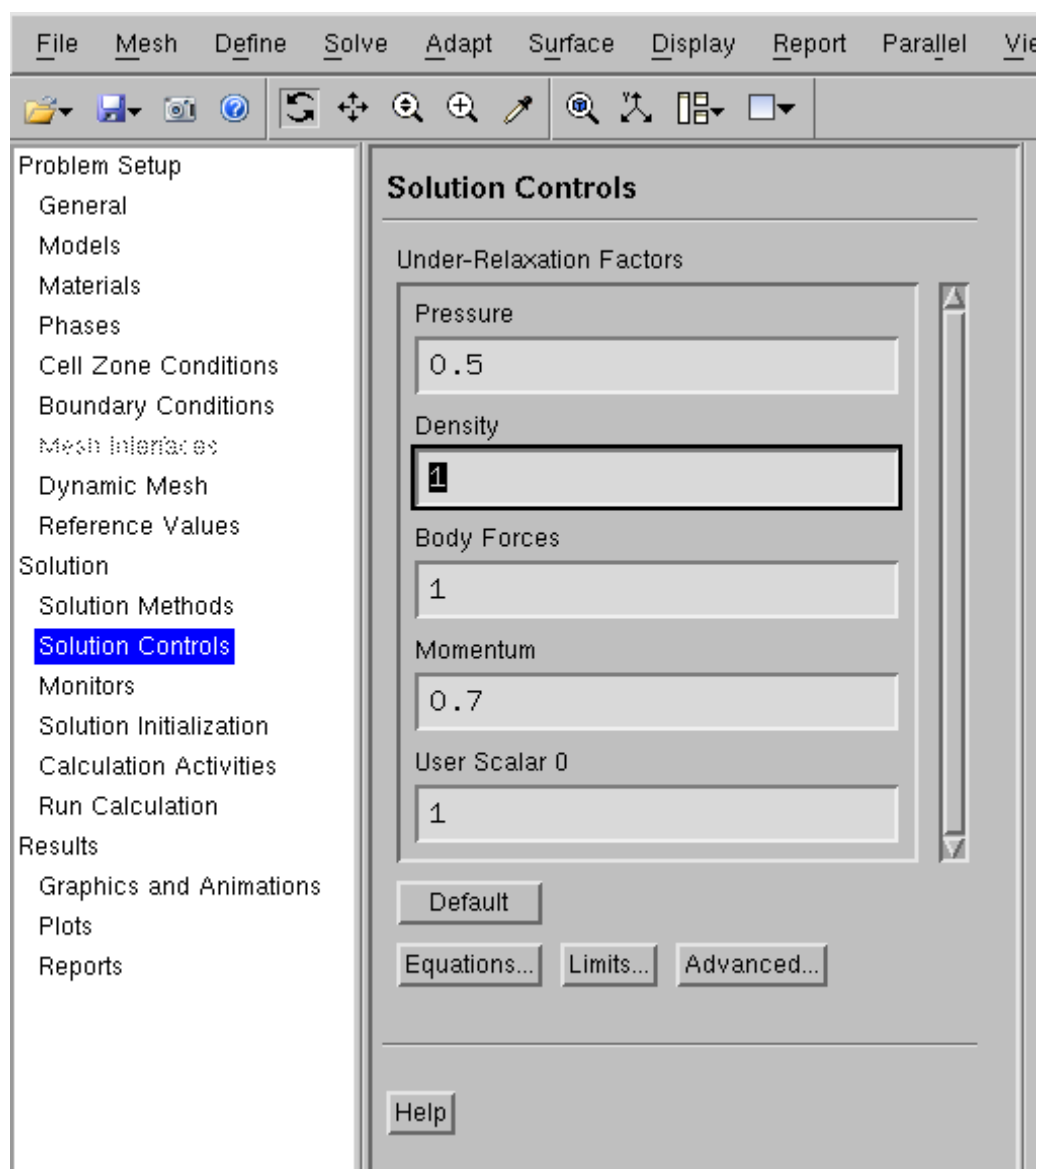 File Mesh Define Solve Adapt Surface Display Report Parallel Vie
Problem Setup
General
Models
Materials
Phases
Cell Zone Conditions
Boundary Conditions
Mesh Interfaces
Dynamic Mesh
Reference Values
Solution
Solution Methods
Solution Controls
Monitors
Solution Initialization
Calculation Activities
Run Calculation
Results
Graphics and Animations
Plots
Reports
Solution Controls
Under-Relaxation Factors
Pressure
0.5
Density
1
Body Forces
1
Momentum
0.7
User Scalar 0
1
Default
Equations... Limits... Advanced...
Help